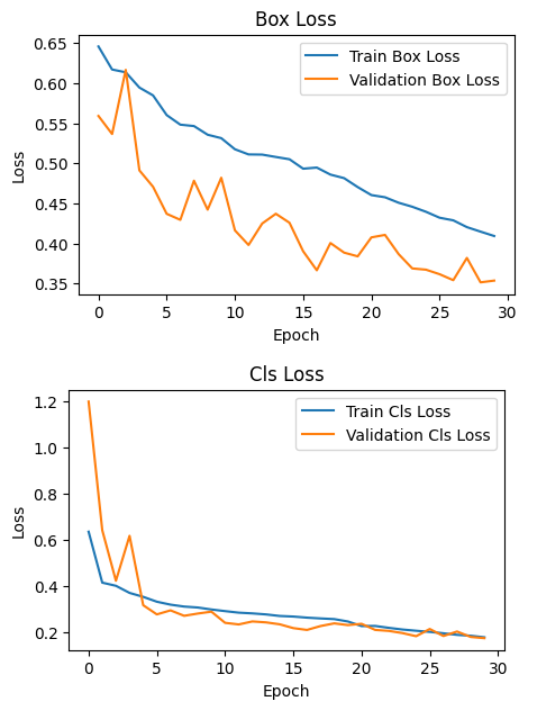 Box Loss
Train Box Loss
Validation Box Loss
0.65
0.60
0.55
0.50
0.45
0.40
0.35
Loss
0 5 10 15 20 25 30
Epoch
Cls Loss
Train Cls Loss
Validation Cls Loss
1.2
1.0
0.8
0.6
0.4
0.2
Loss
0 5 10 15 20 25 30
Epoch